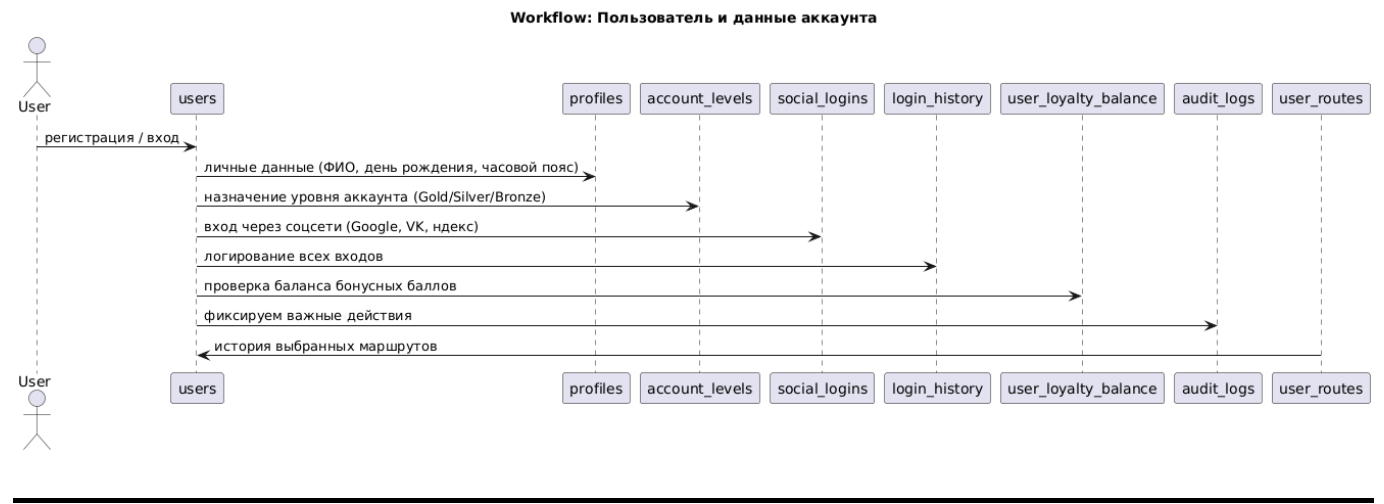 Workflow: Пользователь и данные аккаунта
User
users
profiles
account_levels
social_logins
login_history
user_loyalty_balance
audit_logs
user_routes
регистрация / вход
личные данные (ФИО, день рождения, часовой пояс)
назначение уровня аккаунта (Gold/Silver/Bronze)
вход через соцсети (Google, VK, ндекс)
логирование всех входов
проверка баланса бонусных баллов
фиксируем важные действия
история выбранных маршрутов
User
users
profiles
account_levels
social_logins
login_history
user_loyalty_balance
audit_logs
user_routes